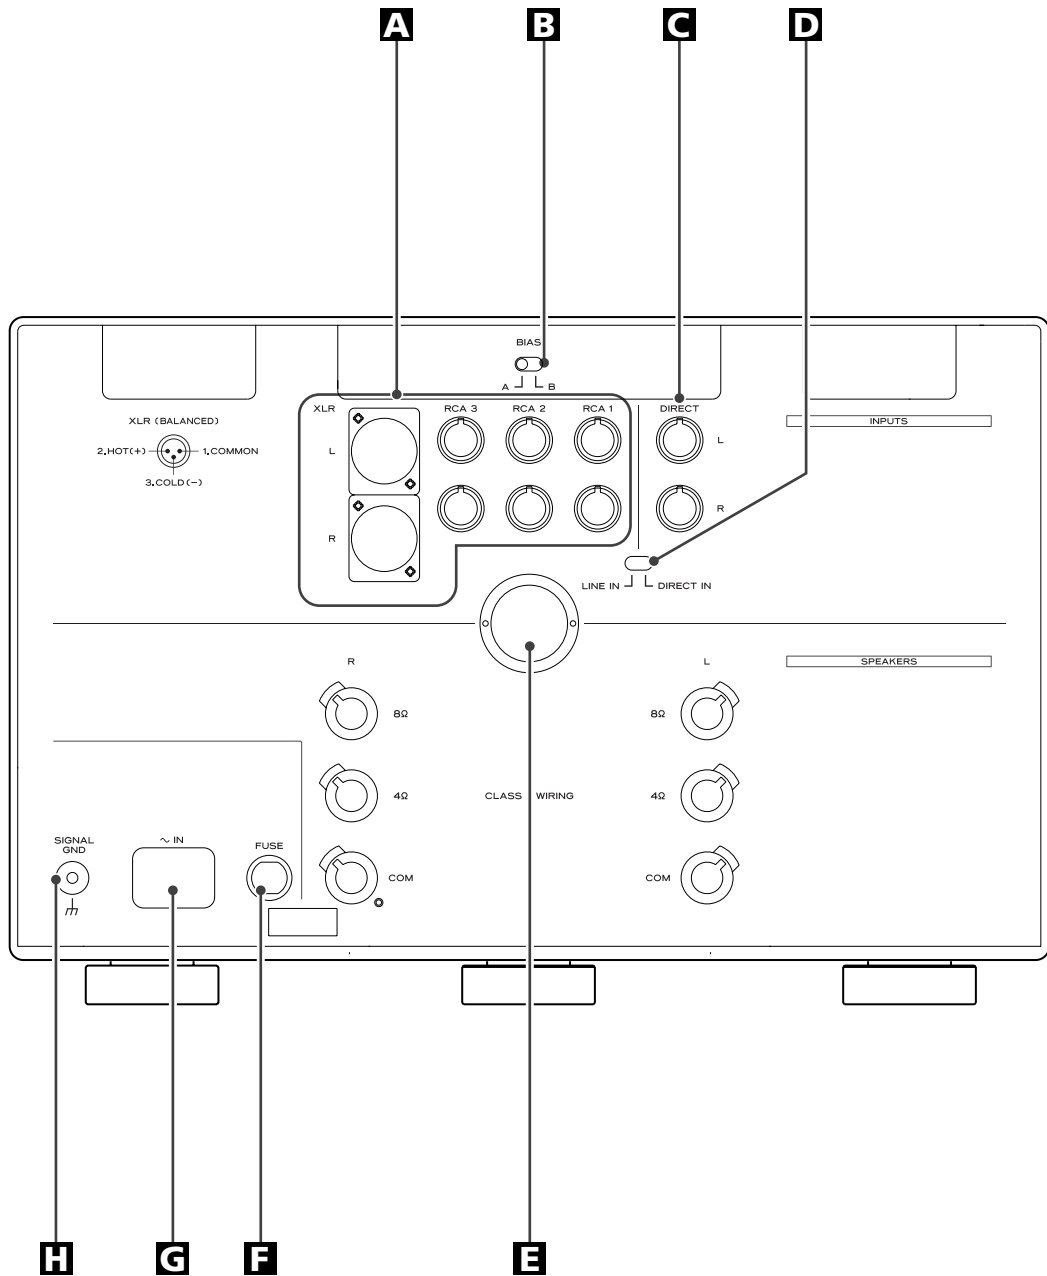 A B C D
BIAS
A B
XLR RCA 3 RCA 2 RCA 1 DIRECT
XLR (BALANCED)
INPUTS
L L
2.HOT(+) 1.COMMON
3.COLD(-)
R R
LINE IN DIRECT IN
R L
SPEAKERS
8Ω 8Ω
4Ω CLASS WIRING 4Ω
SIGNAL
GND
~ IN
FUSE
COM COM
H G F E